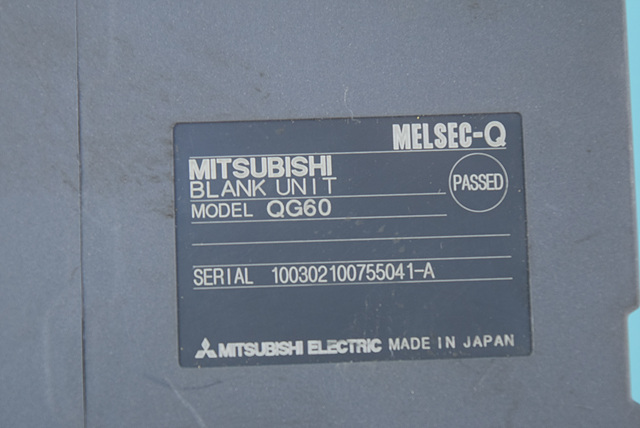 MELSEC-Q
MITSUBISHI
BLANK UNIT
PASSED
MODEL QG60
SERIAL 100302100755041-A
MITSUBISHI ELECTRIC MADE IN JAPAN